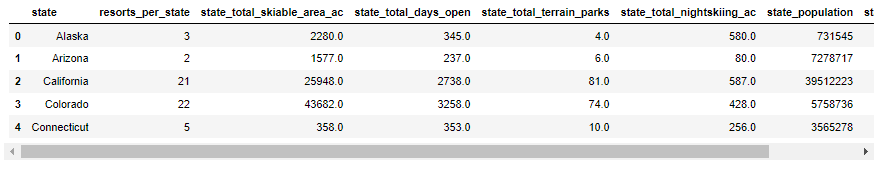 state resorts_per_state state_total_skiable_area_ac state_total_days_open state_total_terrain_parks state_total_nightskiing_ac state_population st
0 Alaska 3 2280.0 345.0 4.0 580.0 731545
1 Arizona 2 1577.0 237.0 6.0 80.0 7278717
2 California 21 25948.0 2738.0 81.0 587.0 39512223
3 Colorado 22 43682.0 3258.0 74.0 428.0 5758736
4 Connecticut 5 358.0 353.0 10.0 256.0 3565278